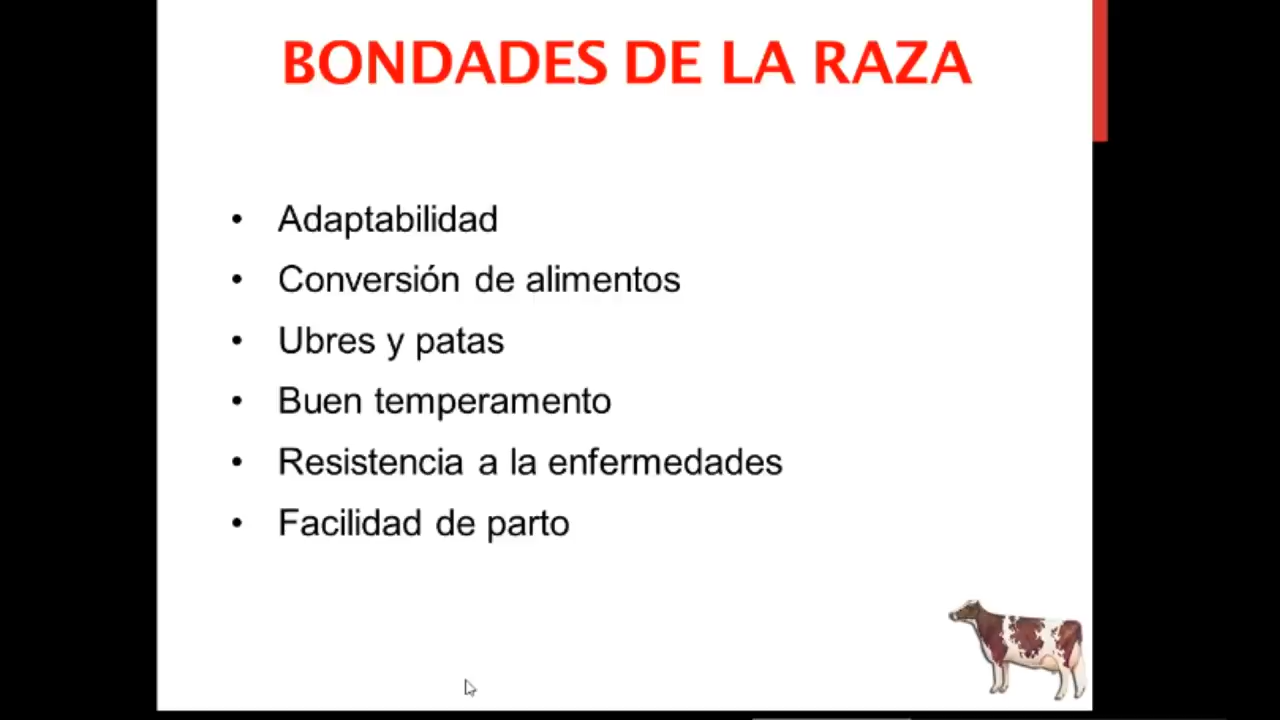 BONDADES DE LA RAZA
• Adaptabilidad
• Conversión de alimentos
• Ubres y patas
• Buen temperamento
• Resistencia a la enfermedades
• Facilidad de parto